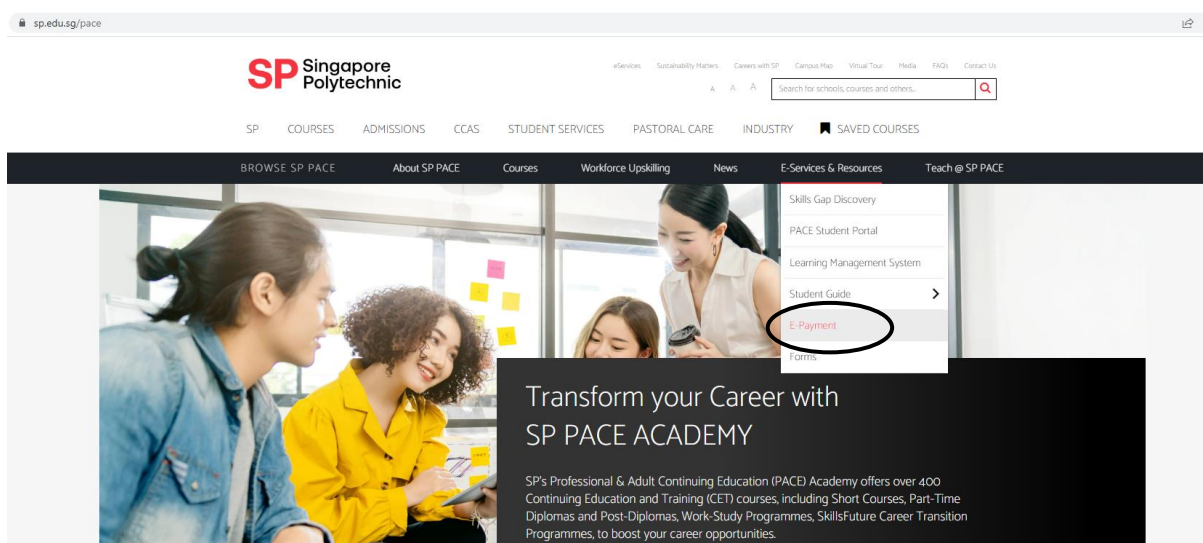 sp.edu.sg/pace
SP Singapore
Polytechnic
eServices Sustainability Matters Careers with SP Campus Map Virtual Tour Media FAQs Contact Us
A A A Search for schools, courses and others...
SP COURSES ADMISSIONS CCAS STUDENT SERVICES PASTORAL CARE INDUSTRY SAVED COURSES
BROWSE SP PACE About SP PACE Courses Workforce Upskilling News E-Services & Resources Teach @ SP PACE
Skills Gap Discovery
PACE Student Portal
Learning Management System
Student Guide
E-Payment
Forms
Transform your Career with
SP PACE ACADEMY
SP's Professional & Adult Continuing Education (PACE) Academy offers over 400
Continuing Education and Training (CET) courses, including Short Courses, Part-Time
Diplomas and Post-Diplomas, Work-Study Programmes, SkillsFuture Career Transition
Programmes, to boost your career opportunities.